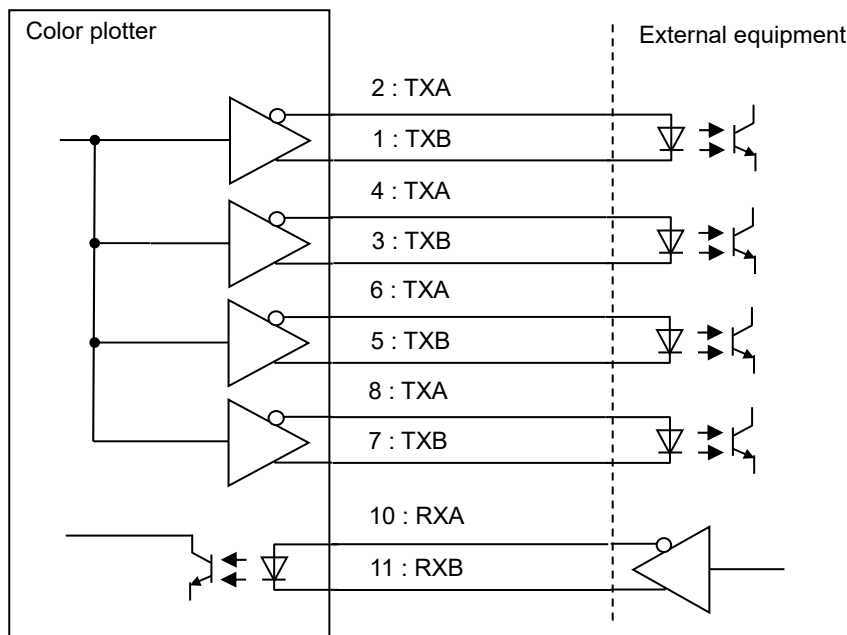 Color plotter
External equipment
2 : TXA
1 : TXB
4 : TXA
3 : TXB
6 : TXA
5 : TXB
8 : TXA
7 : TXB
10 : RXA
11 : RXB